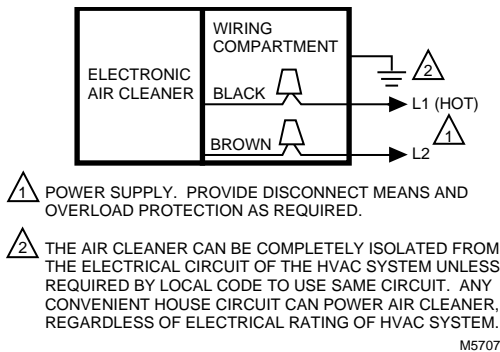 WIRING
COMPARTMENT
ELECTRONIC
AIR CLEANER
2
BLACK
L1 (HOT)
1
BROWN
L2
1 POWER SUPPLY. PROVIDE DISCONNECT MEANS AND
OVERLOAD PROTECTION AS REQUIRED.
2 THE AIR CLEANER CAN BE COMPLETELY ISOLATED FROM
THE ELECTRICAL CIRCUIT OF THE HVAC SYSTEM UNLESS
REQUIRED BY LOCAL CODE TO USE SAME CIRCUIT. ANY
CONVENIENT HOUSE CIRCUIT CAN POWER AIR CLEANER,
REGARDLESS OF ELECTRICAL RATING OF HVAC SYSTEM.
M5707